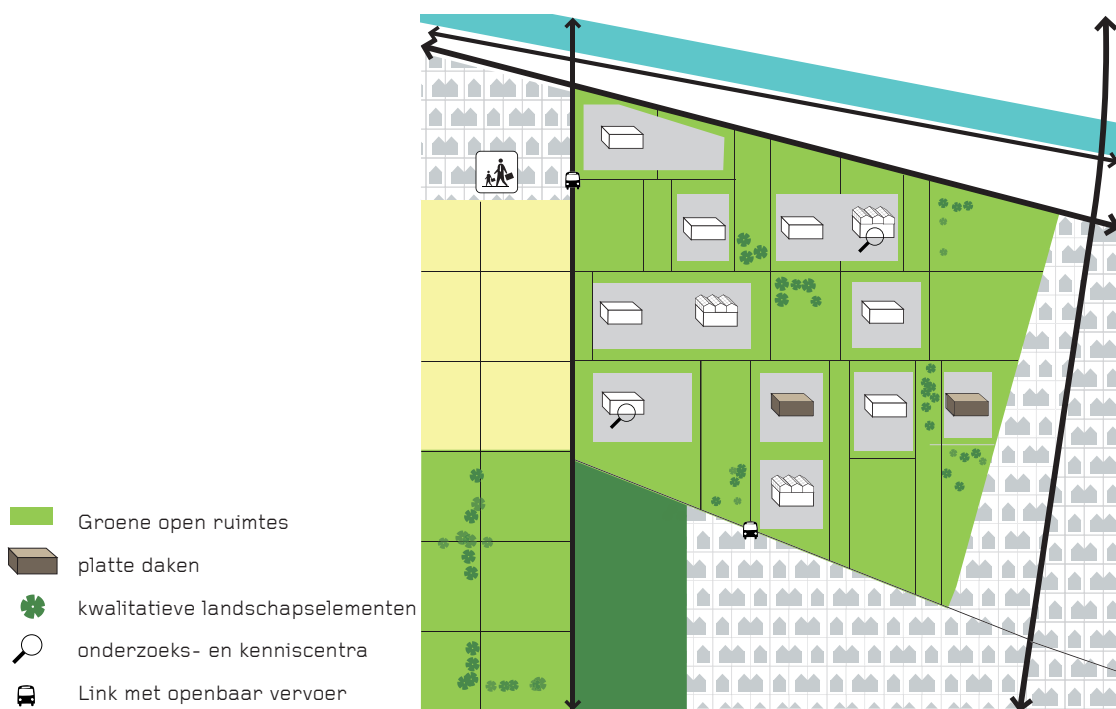 Groene open ruimtes
platte daken
kwalitatieve landschapselementen
onderzoeks- en kenniscentra
Link met openbaar vervoer